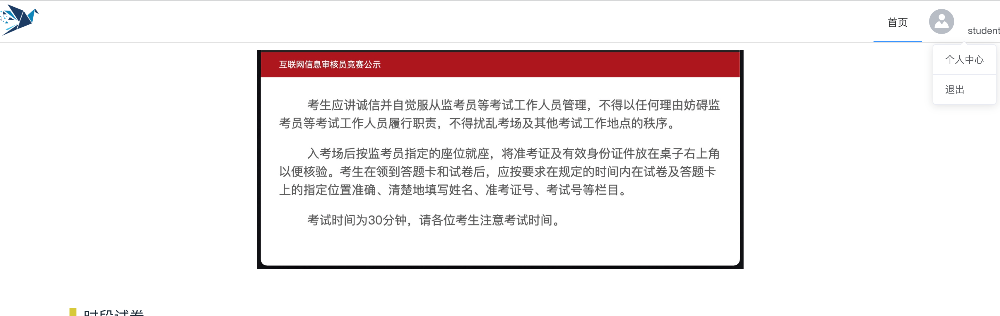 首页
student
个人中心
退出
互联网信息审核员竞赛公示
考生应讲诚信并自觉服从监考员等考试工作人员管理，不得以任何理由妨碍监
考员等考试工作人员履行职责，不得扰乱考场及其他考试工作地点的秩序。
入考场后按监考员指定的座位就座，将准考证及有效身份证件放在桌子右上角
以便核验。考生在领到答题卡和试卷后，应按要求在规定的时间内在试卷及答题卡
上的指定位置准确、清楚地填写姓名、准考证号、考试号等栏目。
考试时间为30分钟，请各位考生注意考试时间。
时段试卷